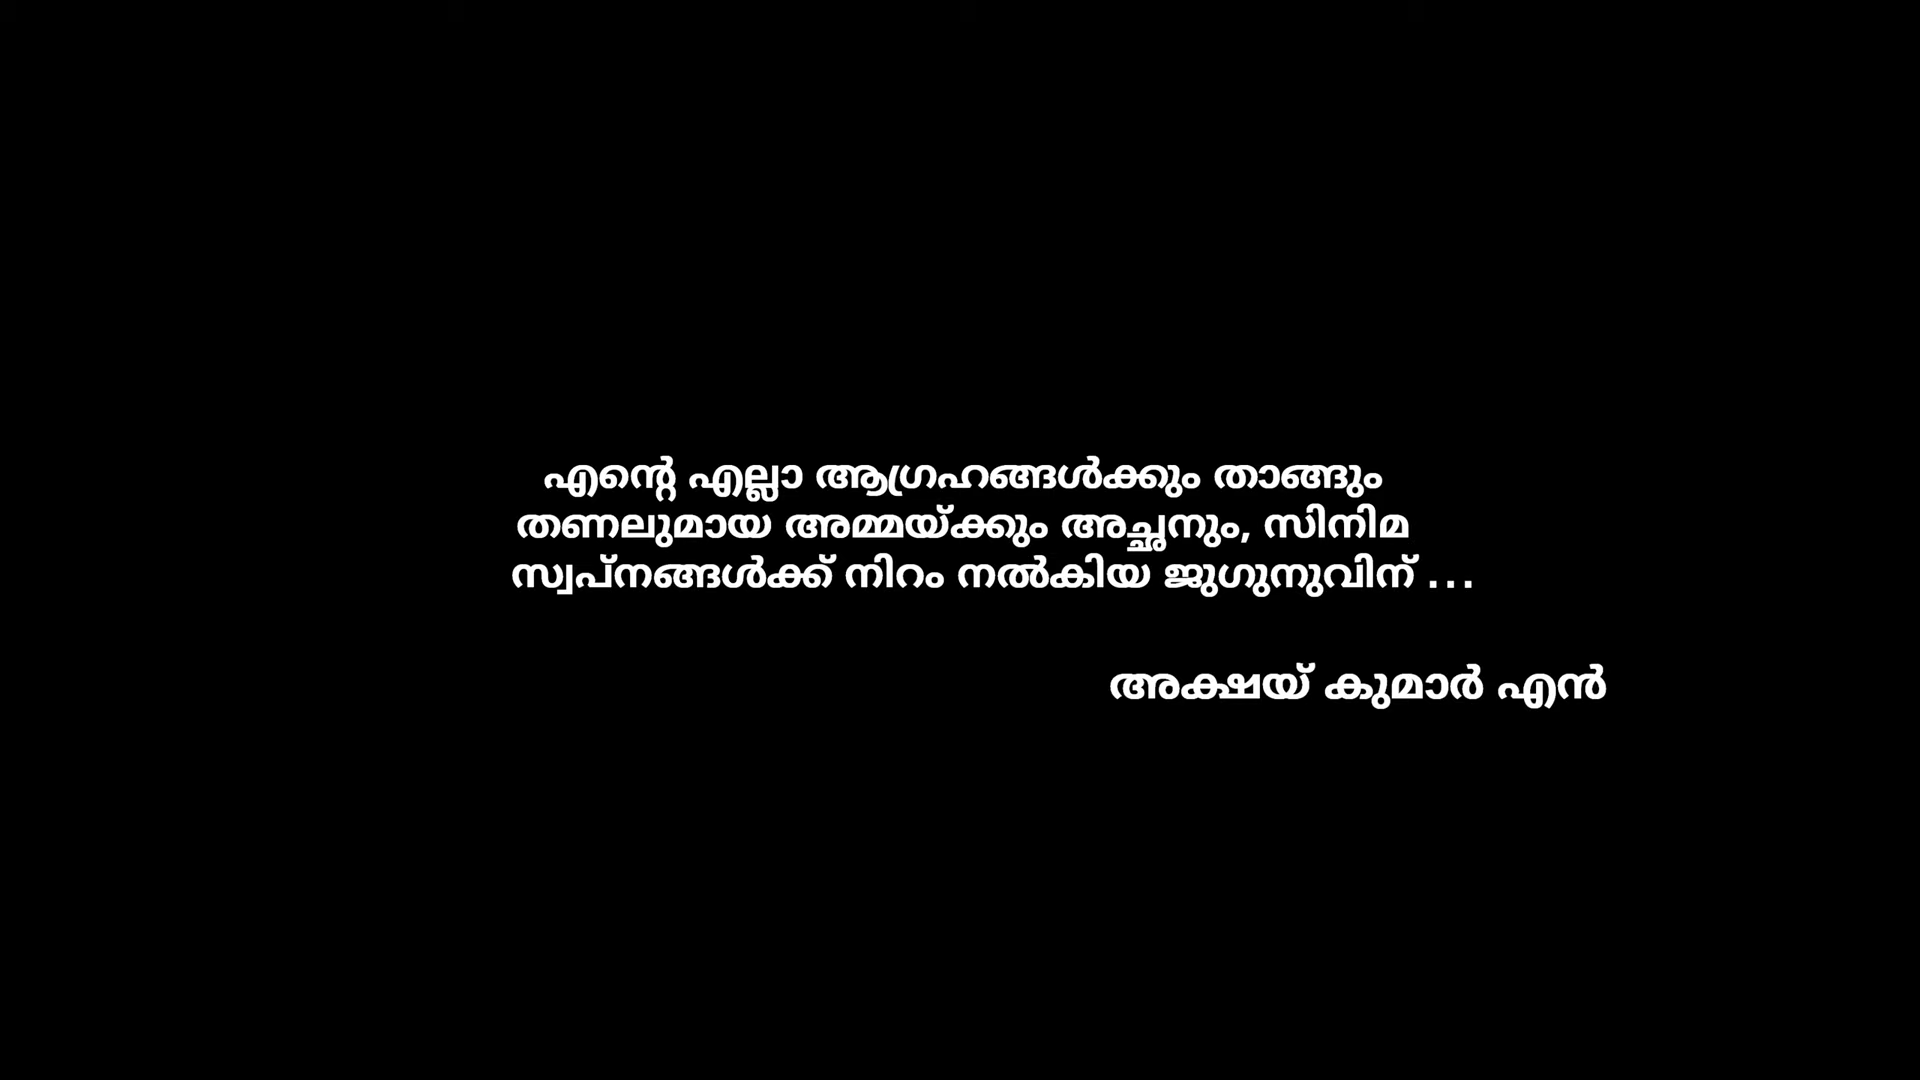 എന്റെ എല്ലാ ആഗ്രഹങ്ങൾക്കും താങ്ങും
തണലുമായ അമ്മയ്ക്കും അച്ഛനും, സിനിമ
സ്വപ്നങ്ങൾക്ക് നിറം നൽകിയ ജുഗുനുവിന് ...
അക്ഷയ് കുമാർ എൻ